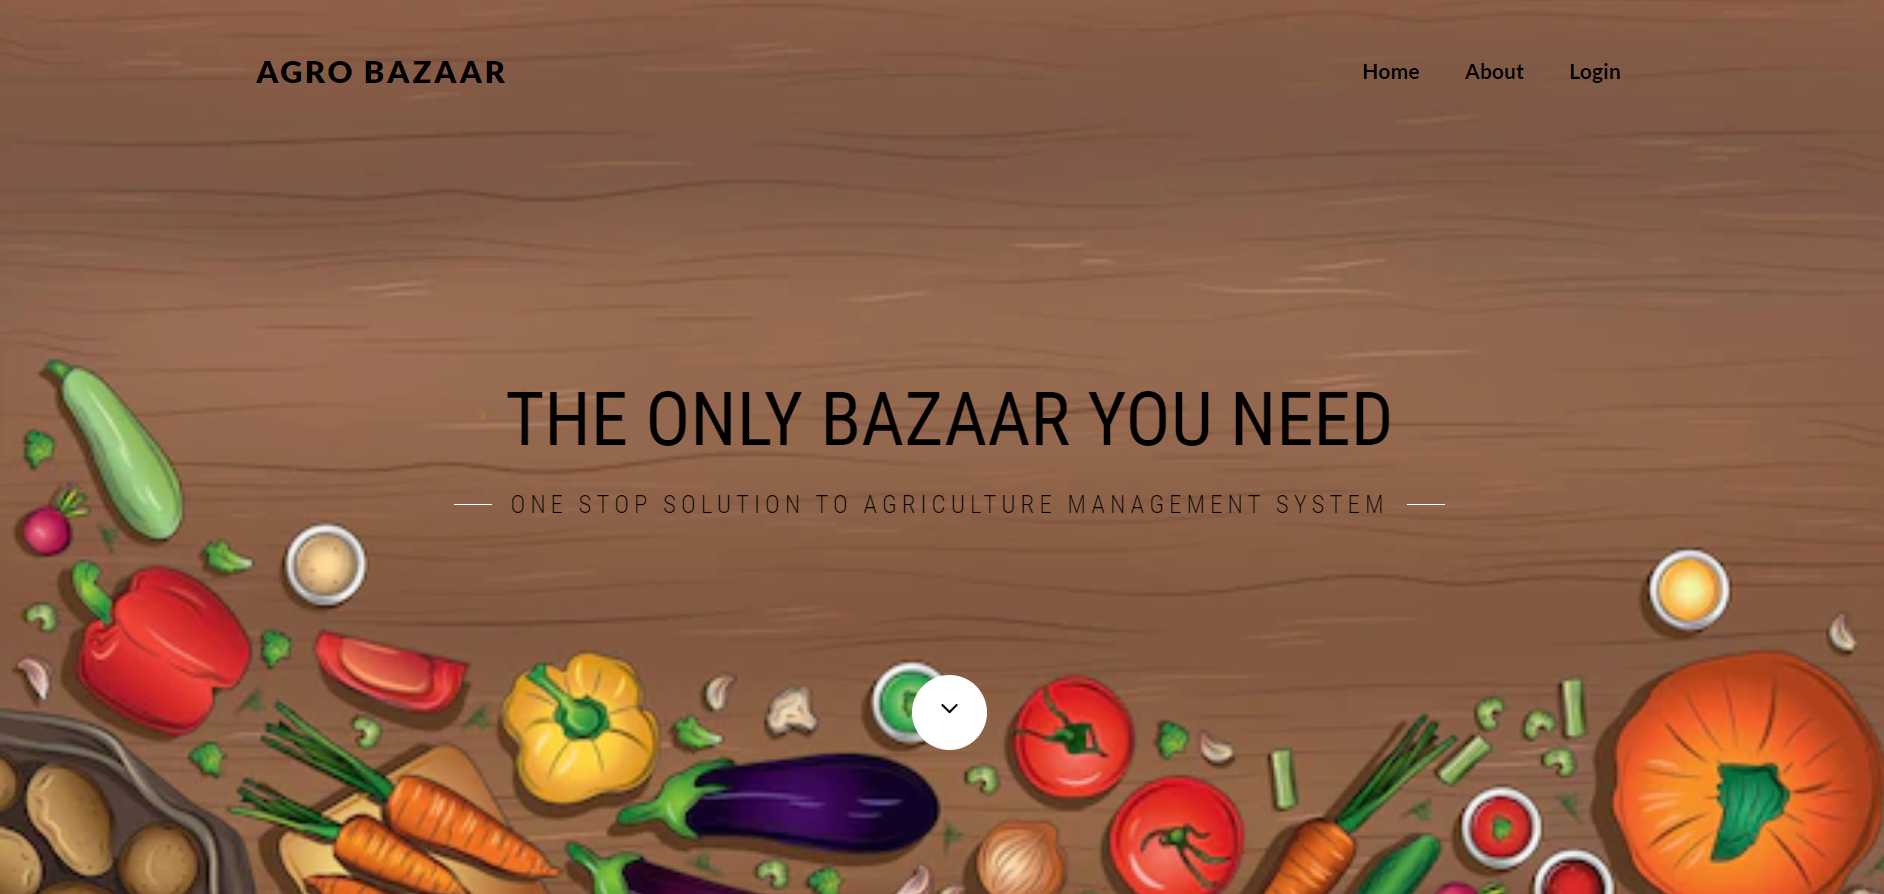 AGRO BAZAAR
Home About Login
THE ONLY BAZAAR YOU NEED
ONE STOP SOLUTION TO AGRICULTURE MANAGEMENT SYSTEM